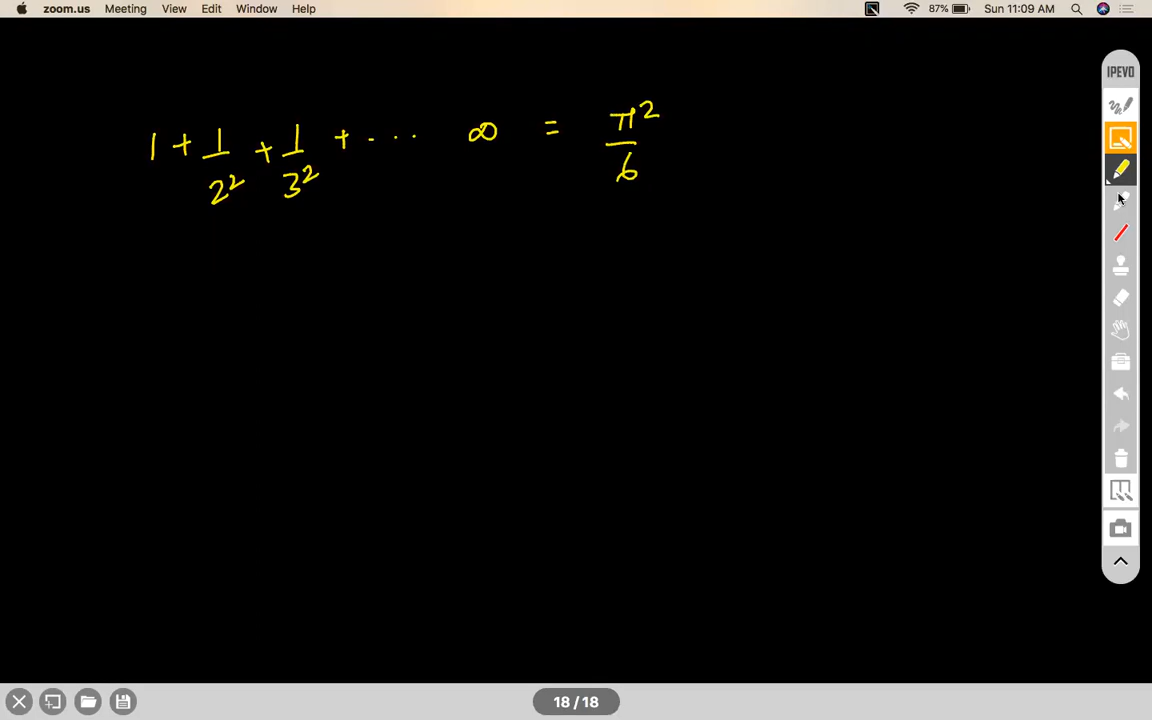 zoom.us Meeting View Edit Window Help 87% Sun 11:09 AM
IPEVO
1 + 1/2² + 1/3² + ... ∞ = π²/6
18 / 18